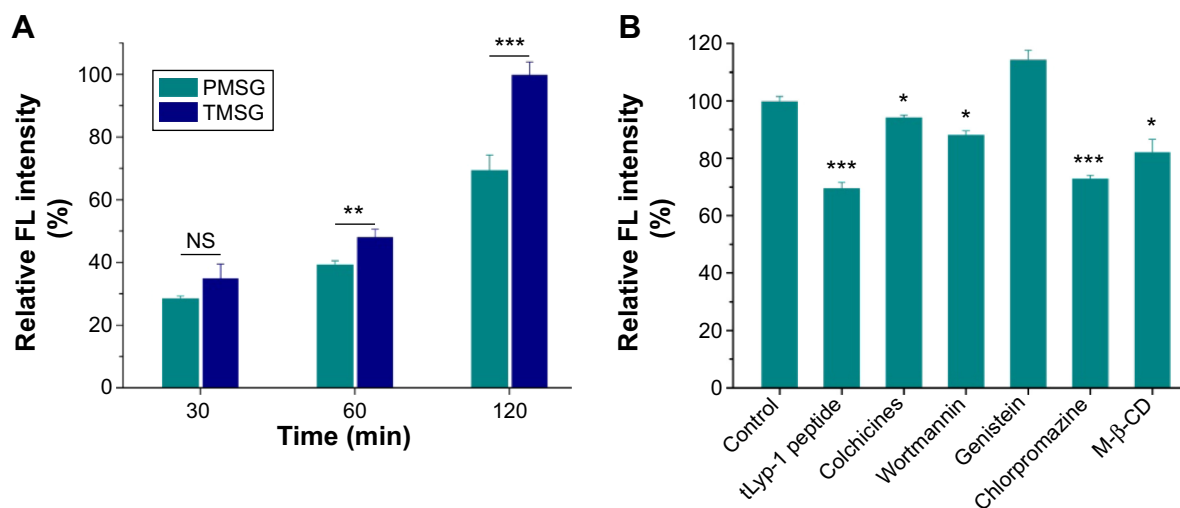 A
Relative FL intensity
(%)
100
80
60
40
20
0
PMSG
TMSG
NS
**
***
30
60
120
Time (min)
B
Relative FL intensity
(%)
120
100
80
60
40
20
0
***
*
*
***
*
Control
tLyp-1 peptide
Colchicines
Wortmannin
Genistein
Chlorpromazine
M-β-CD